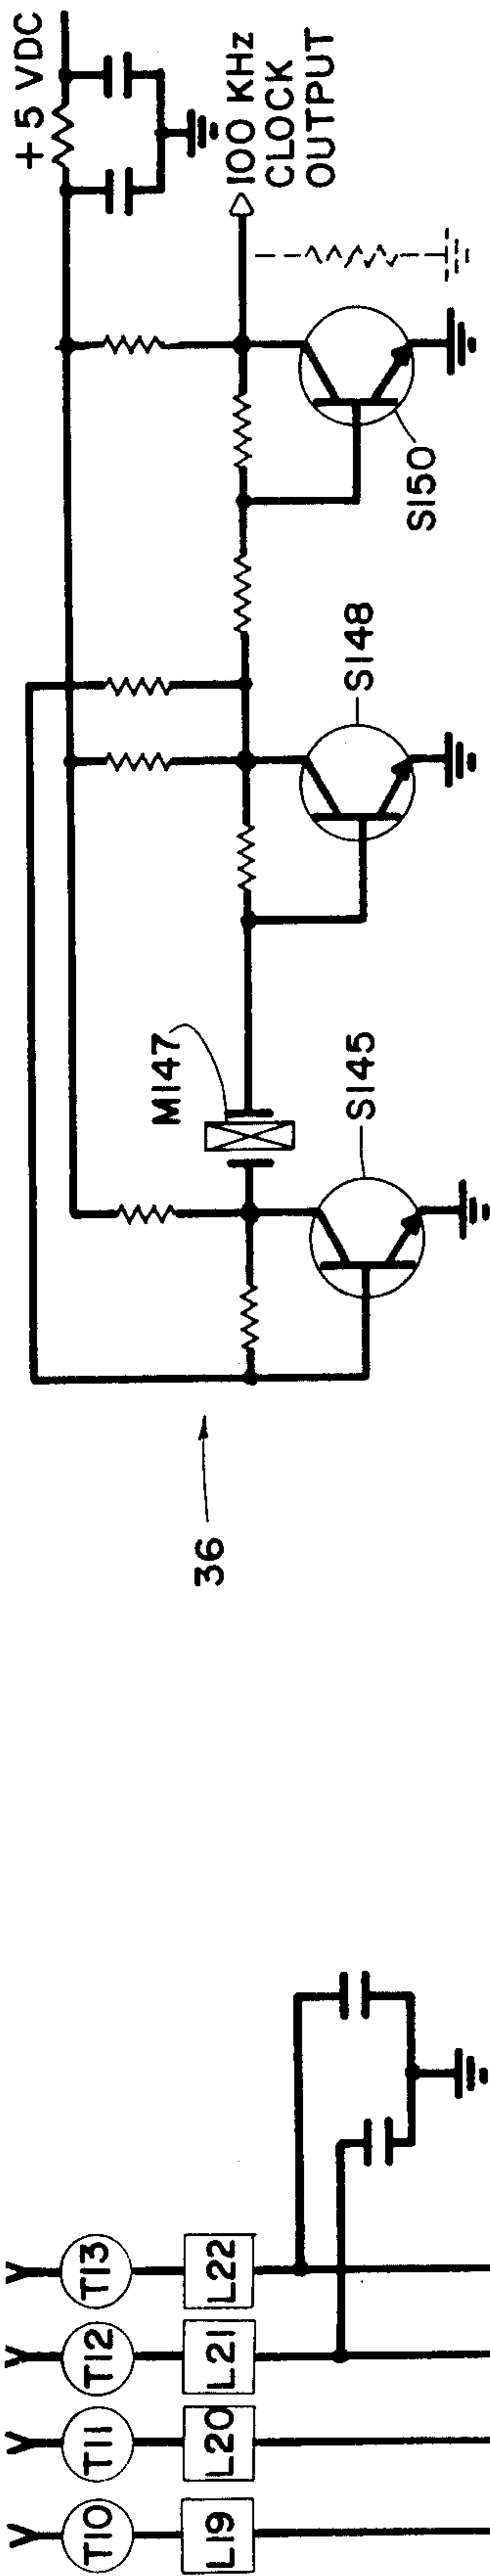 +5 VDC
100 KHz
CLOCK
OUTPUT
S150
S148
M147
S145
36
T13
L22
T12
L21
T11
L20
T10
L19